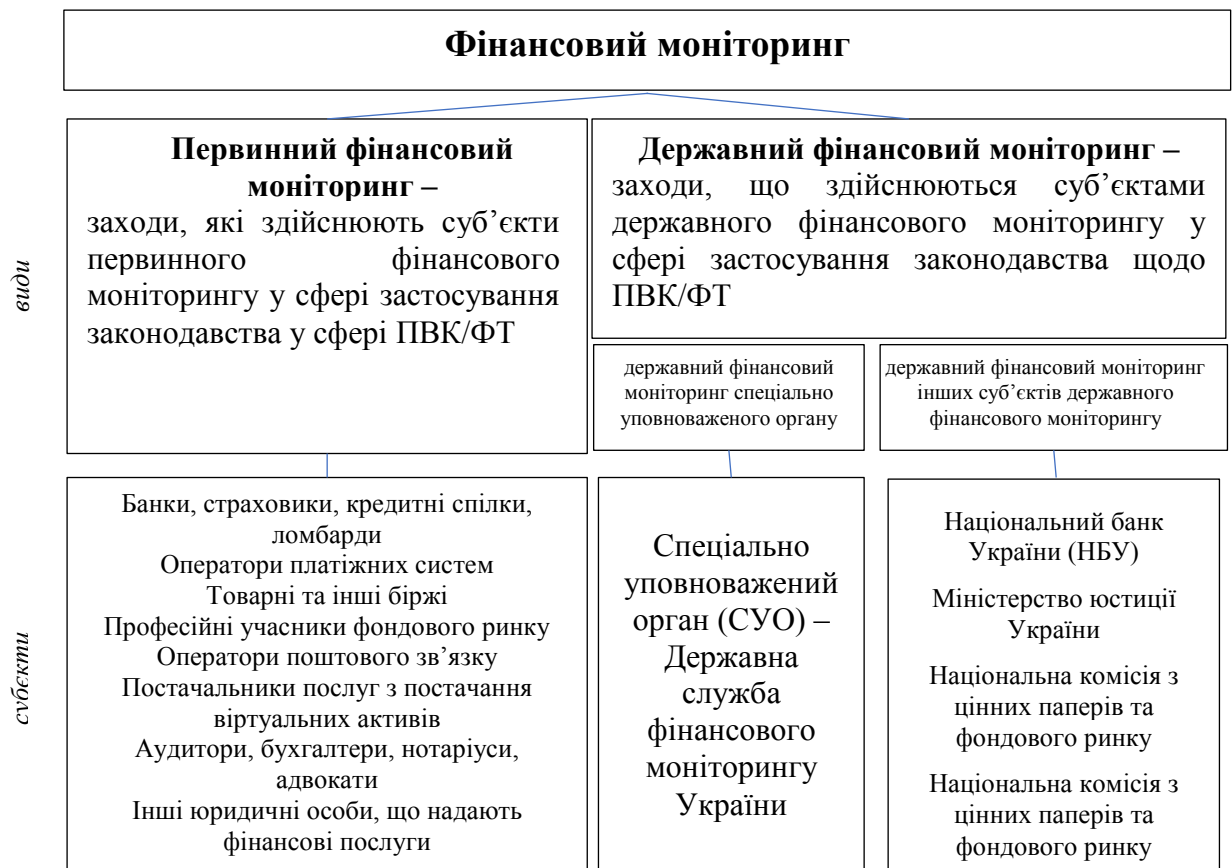 Фінансовий моніторинг
види
Первинний фінансовий
моніторинг –
заходи, які здійснюють суб’єкти
первинного фінансового
моніторингу у сфері застосування
законодавства у сфері ПВК/ФТ
Державний фінансовий моніторинг –
заходи, що здійснюються суб’єктами
державного фінансового моніторингу у
сфері застосування законодавства щодо
ПВК/ФТ
державний фінансовий
моніторинг спеціально
уповноваженого органу
державний фінансовий моніторинг
інших суб’єктів державного
фінансового моніторингу
субєкти
Банки, страховики, кредитні спілки,
ломбарди
Оператори платіжних систем
Товарні та інші біржі
Професійні учасники фондового ринку
Оператори поштового зв’язку
Постачальники послуг з постачання
віртуальних активів
Аудитори, бухгалтери, нотаріуси,
адвокати
Інші юридичні особи, що надають
фінансові послуги
Спеціально
уповноважений
орган (СУО) –
Державна
служба
фінансового
моніторингу
України
Національний банк
України (НБУ)
Міністерство юстиції
України
Національна комісія з
цінних паперів та
фондового ринку
Національна комісія з
цінних паперів та
фондового ринку